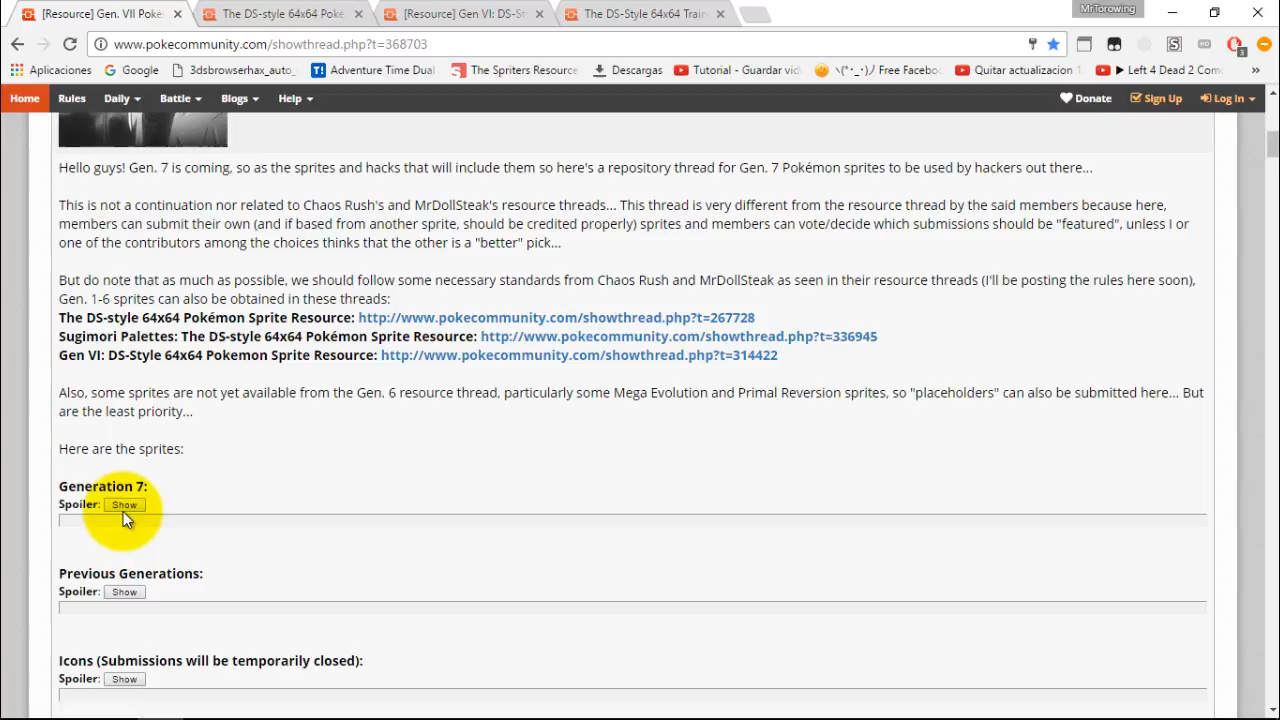 [Resource] Gen. VII Poké
The DS-style 64x64 Poké
[Resource] Gen VI: DS-St
The DS-Style 64x64 Train
MrTorowing
www.pokecommunity.com/showthread.php?t=368703
Aplicaciones
Google
3dsbrowserhax_auto_
Adventure Time Dual
The Spriters Resource
Descargas
Tutorial - Guardar vid
\(*-_-)╯/ Free Facebo
Quitar actualizacion 1
Left 4 Dead 2 Com
Home
Rules
Daily
Battle
Blogs
Help
Donate
Sign Up
Log In
Hello guys! Gen. 7 is coming, so as the sprites and hacks that will include them so here's a repository thread for Gen. 7 Pokémon sprites to be used by hackers out there...
This is not a continuation nor related to Chaos Rush's and MrDollSteak's resource threads... This thread is very different from the resource thread by the said members because here,
members can submit their own (and if based from another sprite, should be credited properly) sprites and members can vote/decide which submissions should be "featured", unless I or
one of the contributors among the choices thinks that the other is a "better" pick...
But do note that as much as possible, we should follow some necessary standards from Chaos Rush and MrDollSteak as seen in their resource threads (I'll be posting the rules here soon),
Gen. 1-6 sprites can also be obtained in these threads:
The DS-style 64x64 Pokémon Sprite Resource: http://www.pokecommunity.com/showthread.php?t=267728
Sugimori Palettes: The DS-style 64x64 Pokémon Sprite Resource: http://www.pokecommunity.com/showthread.php?t=336945
Gen VI: DS-Style 64x64 Pokemon Sprite Resource: http://www.pokecommunity.com/showthread.php?t=314422
Also, some sprites are not yet available from the Gen. 6 resource thread, particularly some Mega Evolution and Primal Reversion sprites, so "placeholders" can also be submitted here... But
are the least priority...
Here are the sprites:
Generation 7:
Spoiler: Show
Previous Generations:
Spoiler: Show
Icons (Submissions will be temporarily closed):
Spoiler: Show